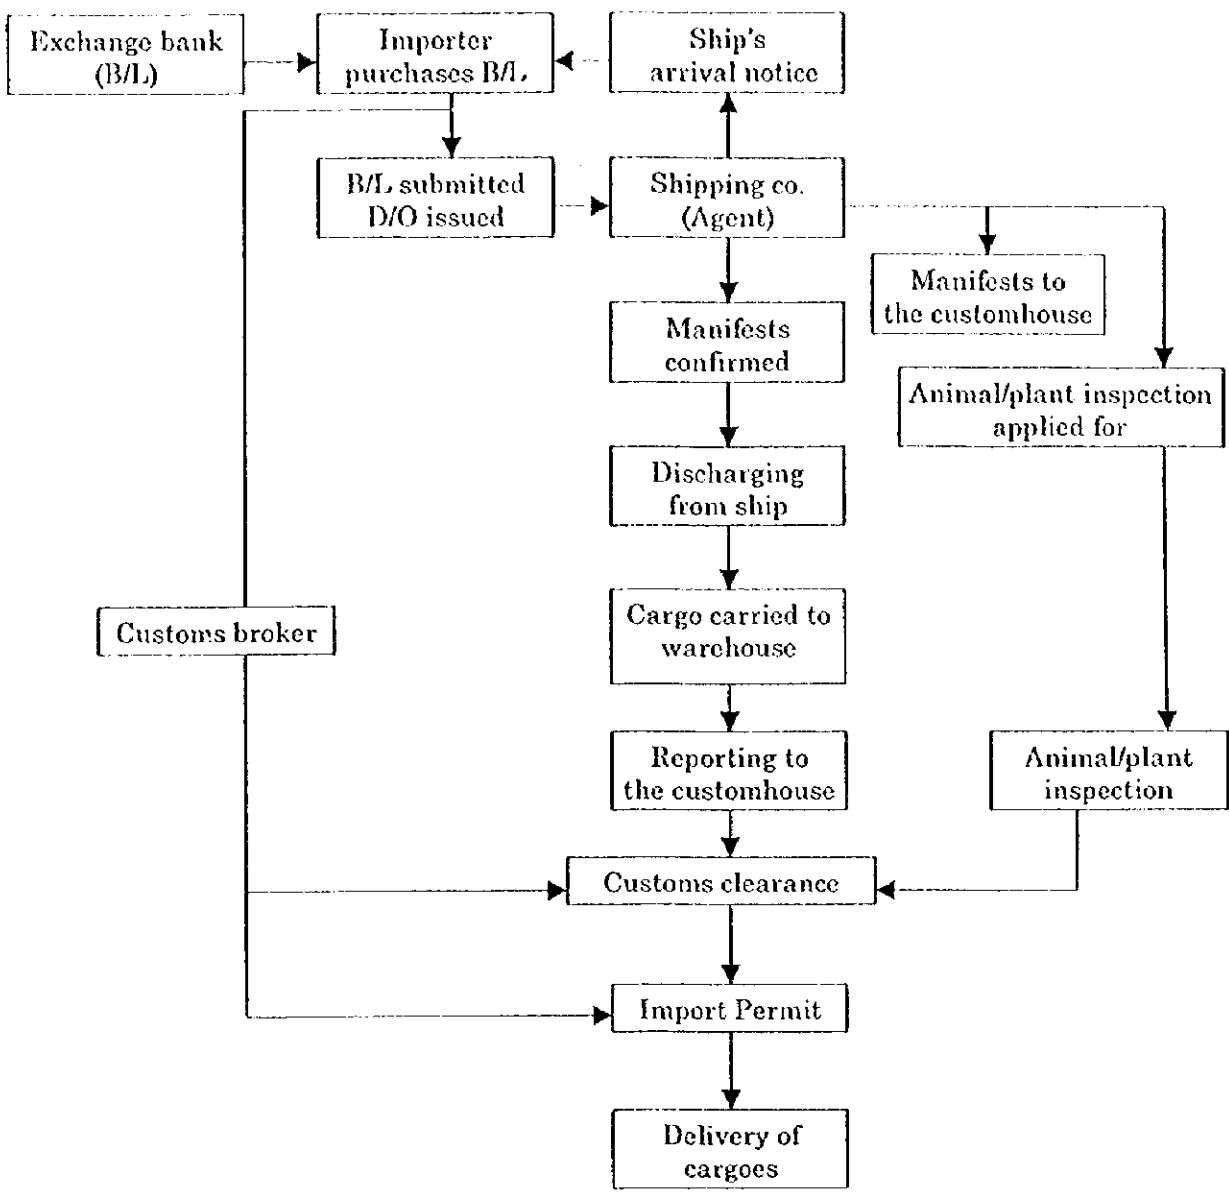 Exchange bank
(B/L)
Importer
purchases B/L
Ship's
arrival notice
B/L submitted
D/O issued
Shipping co.
(Agent)
Manifests to
the customhouse
Manifests
confirmed
Animal/plant inspection
applied for
Discharging
from ship
Cargo carried to
warehouse
Customs broker
Reporting to
the customhouse
Animal/plant
inspection
Customs clearance
Import Permit
Delivery of
cargoes